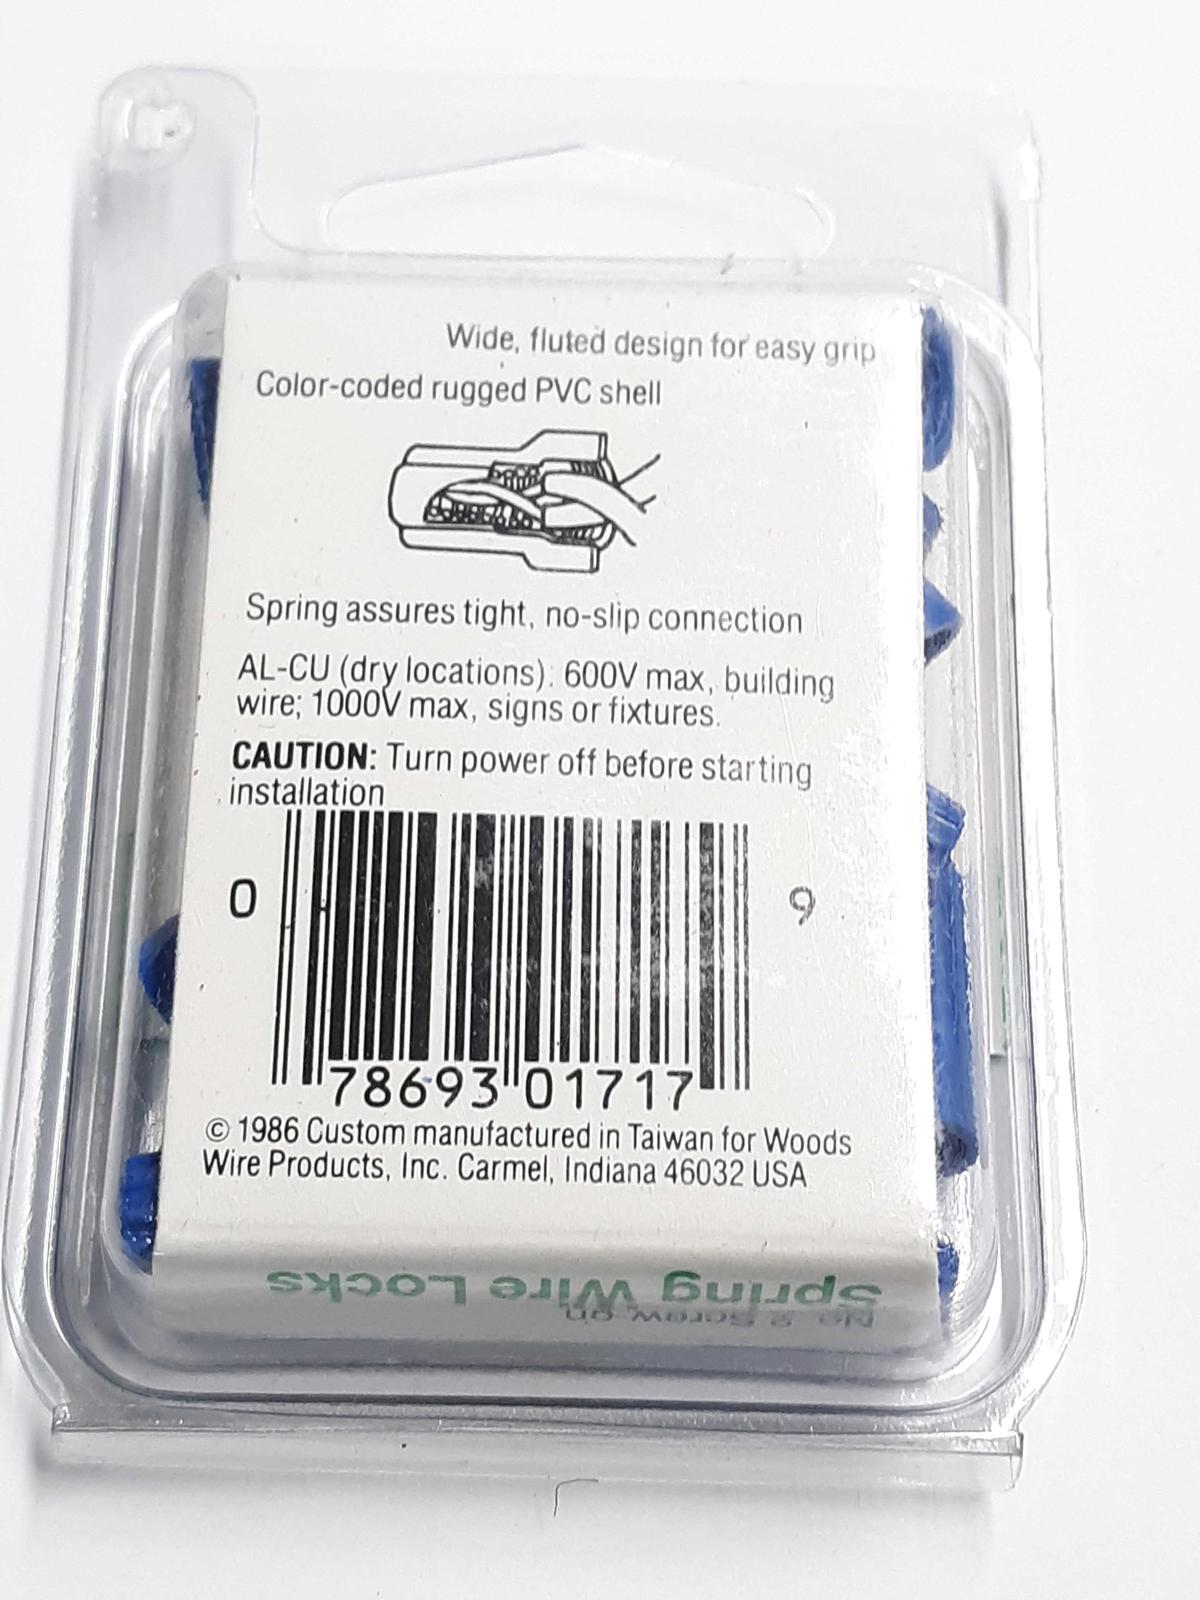 Wide, fluted design for easy grip
Color-coded rugged PVC shell
Spring assures tight, no-slip connection
AL-CU (dry locations): 600V max, building
wire; 1000V max, signs or fixtures.
CAUTION: Turn power off before starting
installation
0 78693 01717 9
© 1986 Custom manufactured in Taiwan for Woods
Wire Products, Inc. Carmel, Indiana 46032 USA
Spring Wire Locks
No. 2 Screw-on